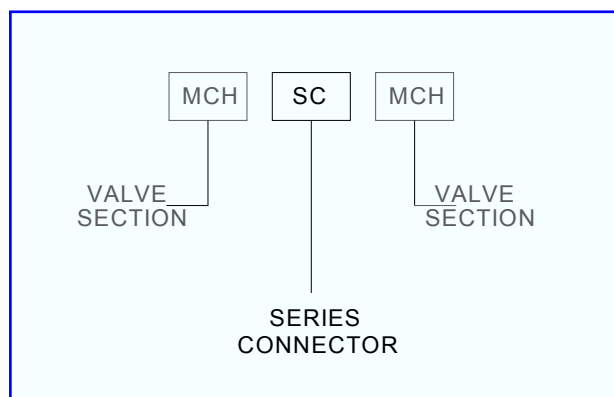 MCH SC MCH
VALVE
SECTION
VALVE
SECTION
SERIES
CONNECTOR